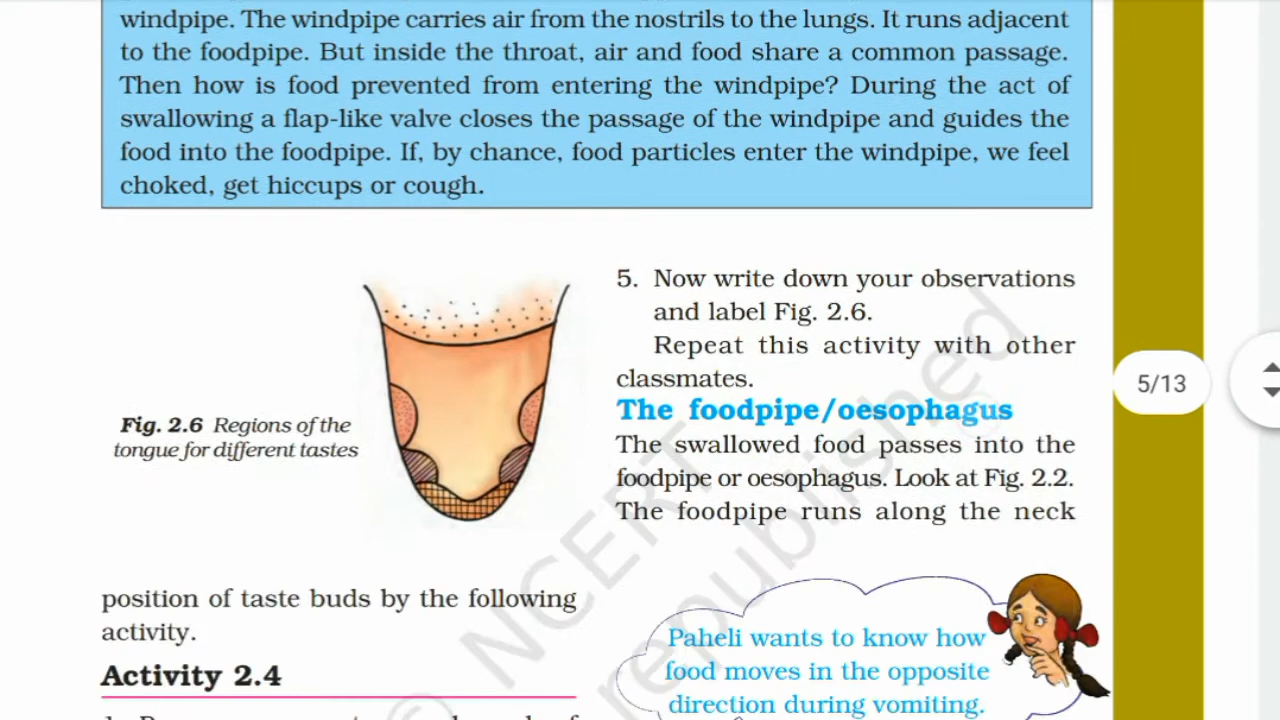 windpipe. The windpipe carries air from the nostrils to the lungs. It runs adjacent
to the foodpipe. But inside the throat, air and food share a common passage.
Then how is food prevented from entering the windpipe? During the act of
swallowing a flap-like valve closes the passage of the windpipe and guides the
food into the foodpipe. If, by chance, food particles enter the windpipe, we feel
choked, get hiccups or cough.
Fig. 2.6 Regions of the
tongue for different tastes
position of taste buds by the following
activity.
Activity 2.4
5. Now write down your observations
and label Fig. 2.6.
Repeat this activity with other
classmates.
The foodpipe/oesophagus
The swallowed food passes into the
foodpipe or oesophagus. Look at Fig. 2.2.
The foodpipe runs along the neck
Paheli wants to know how
food moves in the opposite
direction during vomiting.
5/13
© NCERT
republished